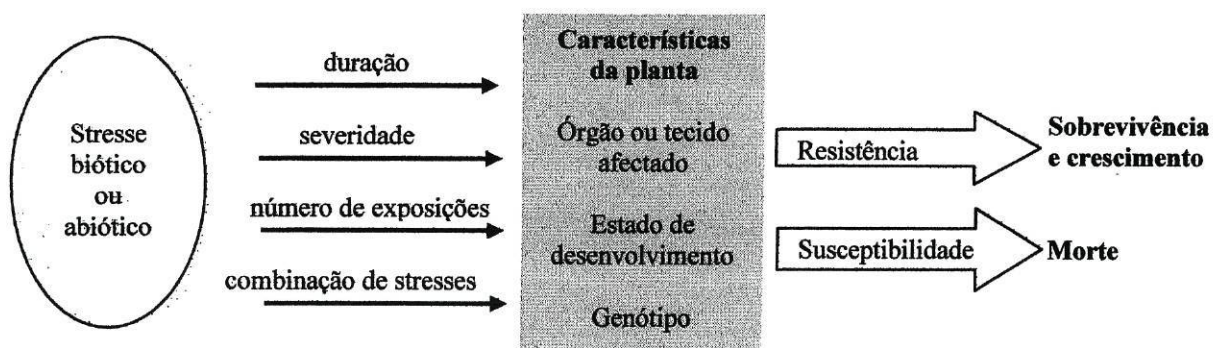 Stresse
biótico
ou
abiótico
duração
severidade
número de exposições
combinação de stresses
Características
da planta
Órgão ou tecido
afectado
Estado de
desenvolvimento
Genótipo
Resistência
Susceptibilidade
Sobrevivência
e crescimento
Morte